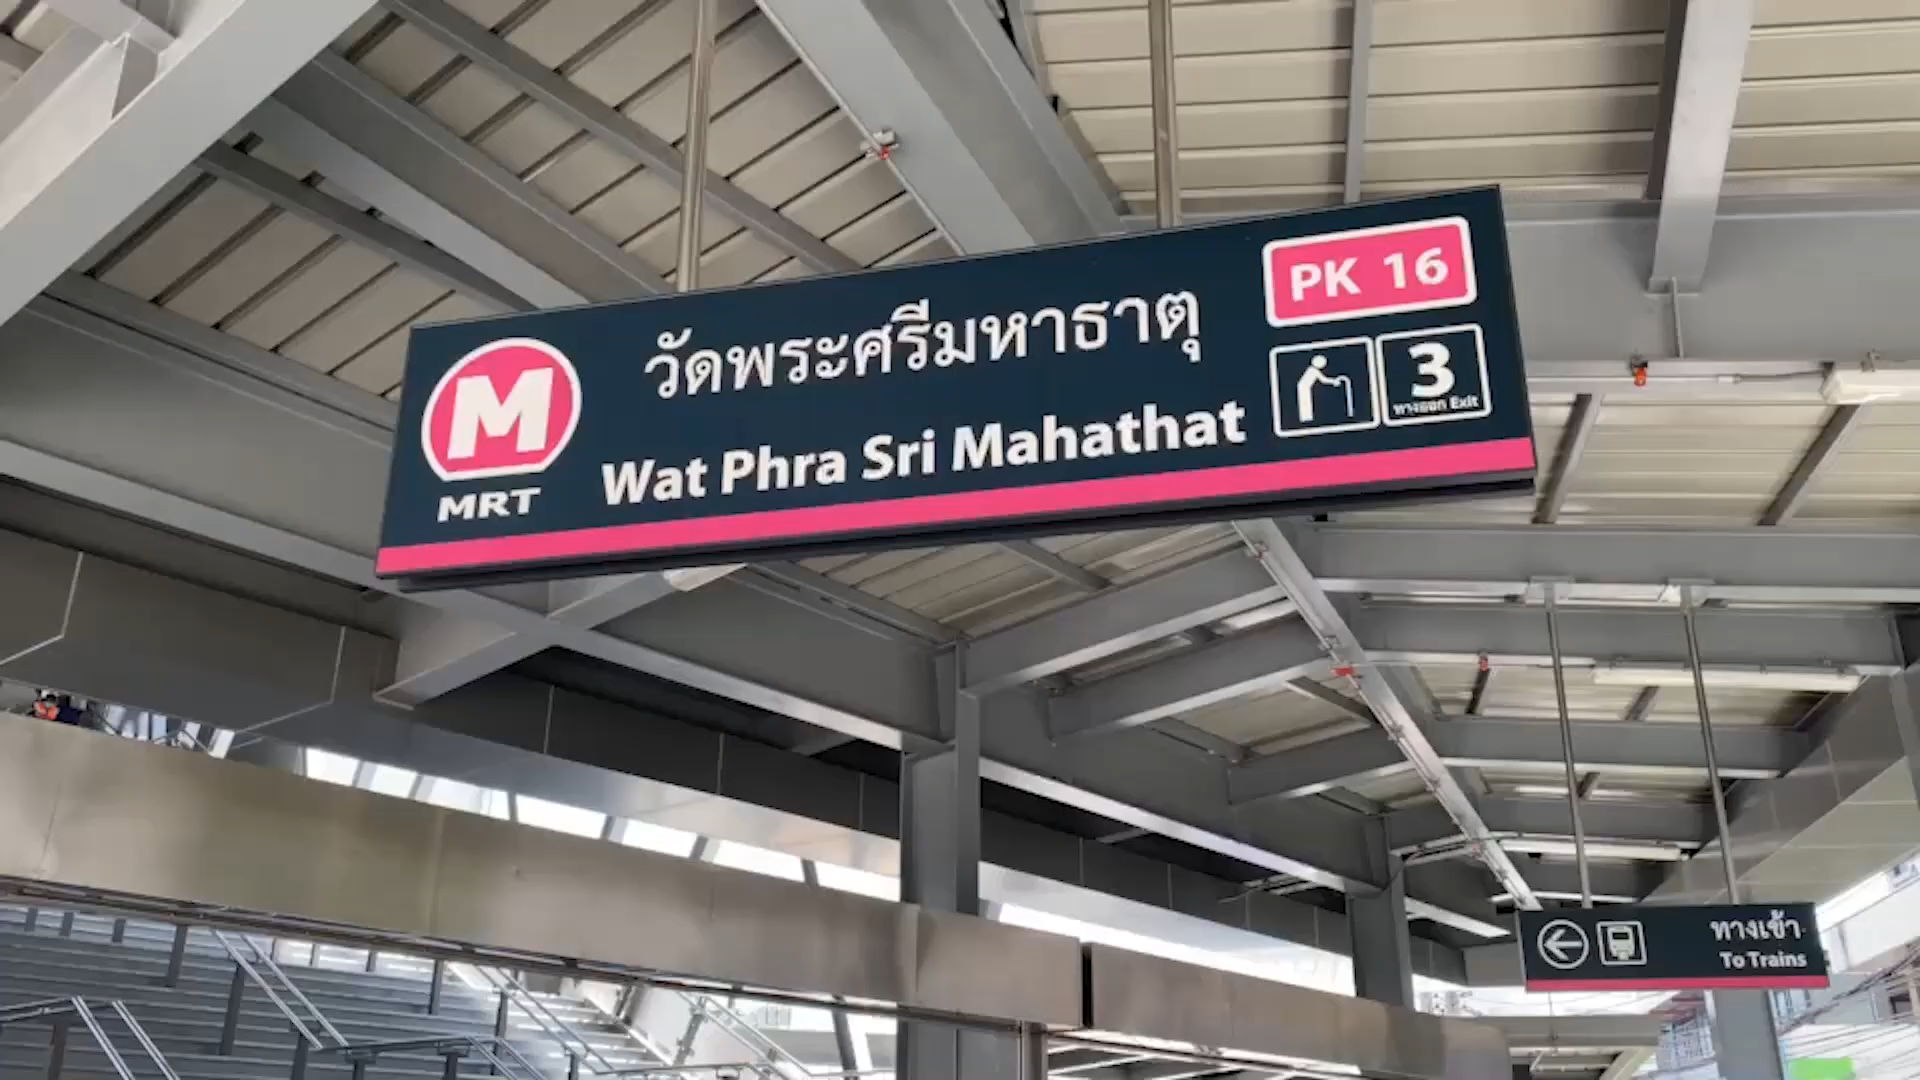 วัดพระศรีมหาธาตุ
Wat Phra Sri Mahathat
M
MRT
PK 16
3
ทางออก Exit
ทางเข้า
To Trains